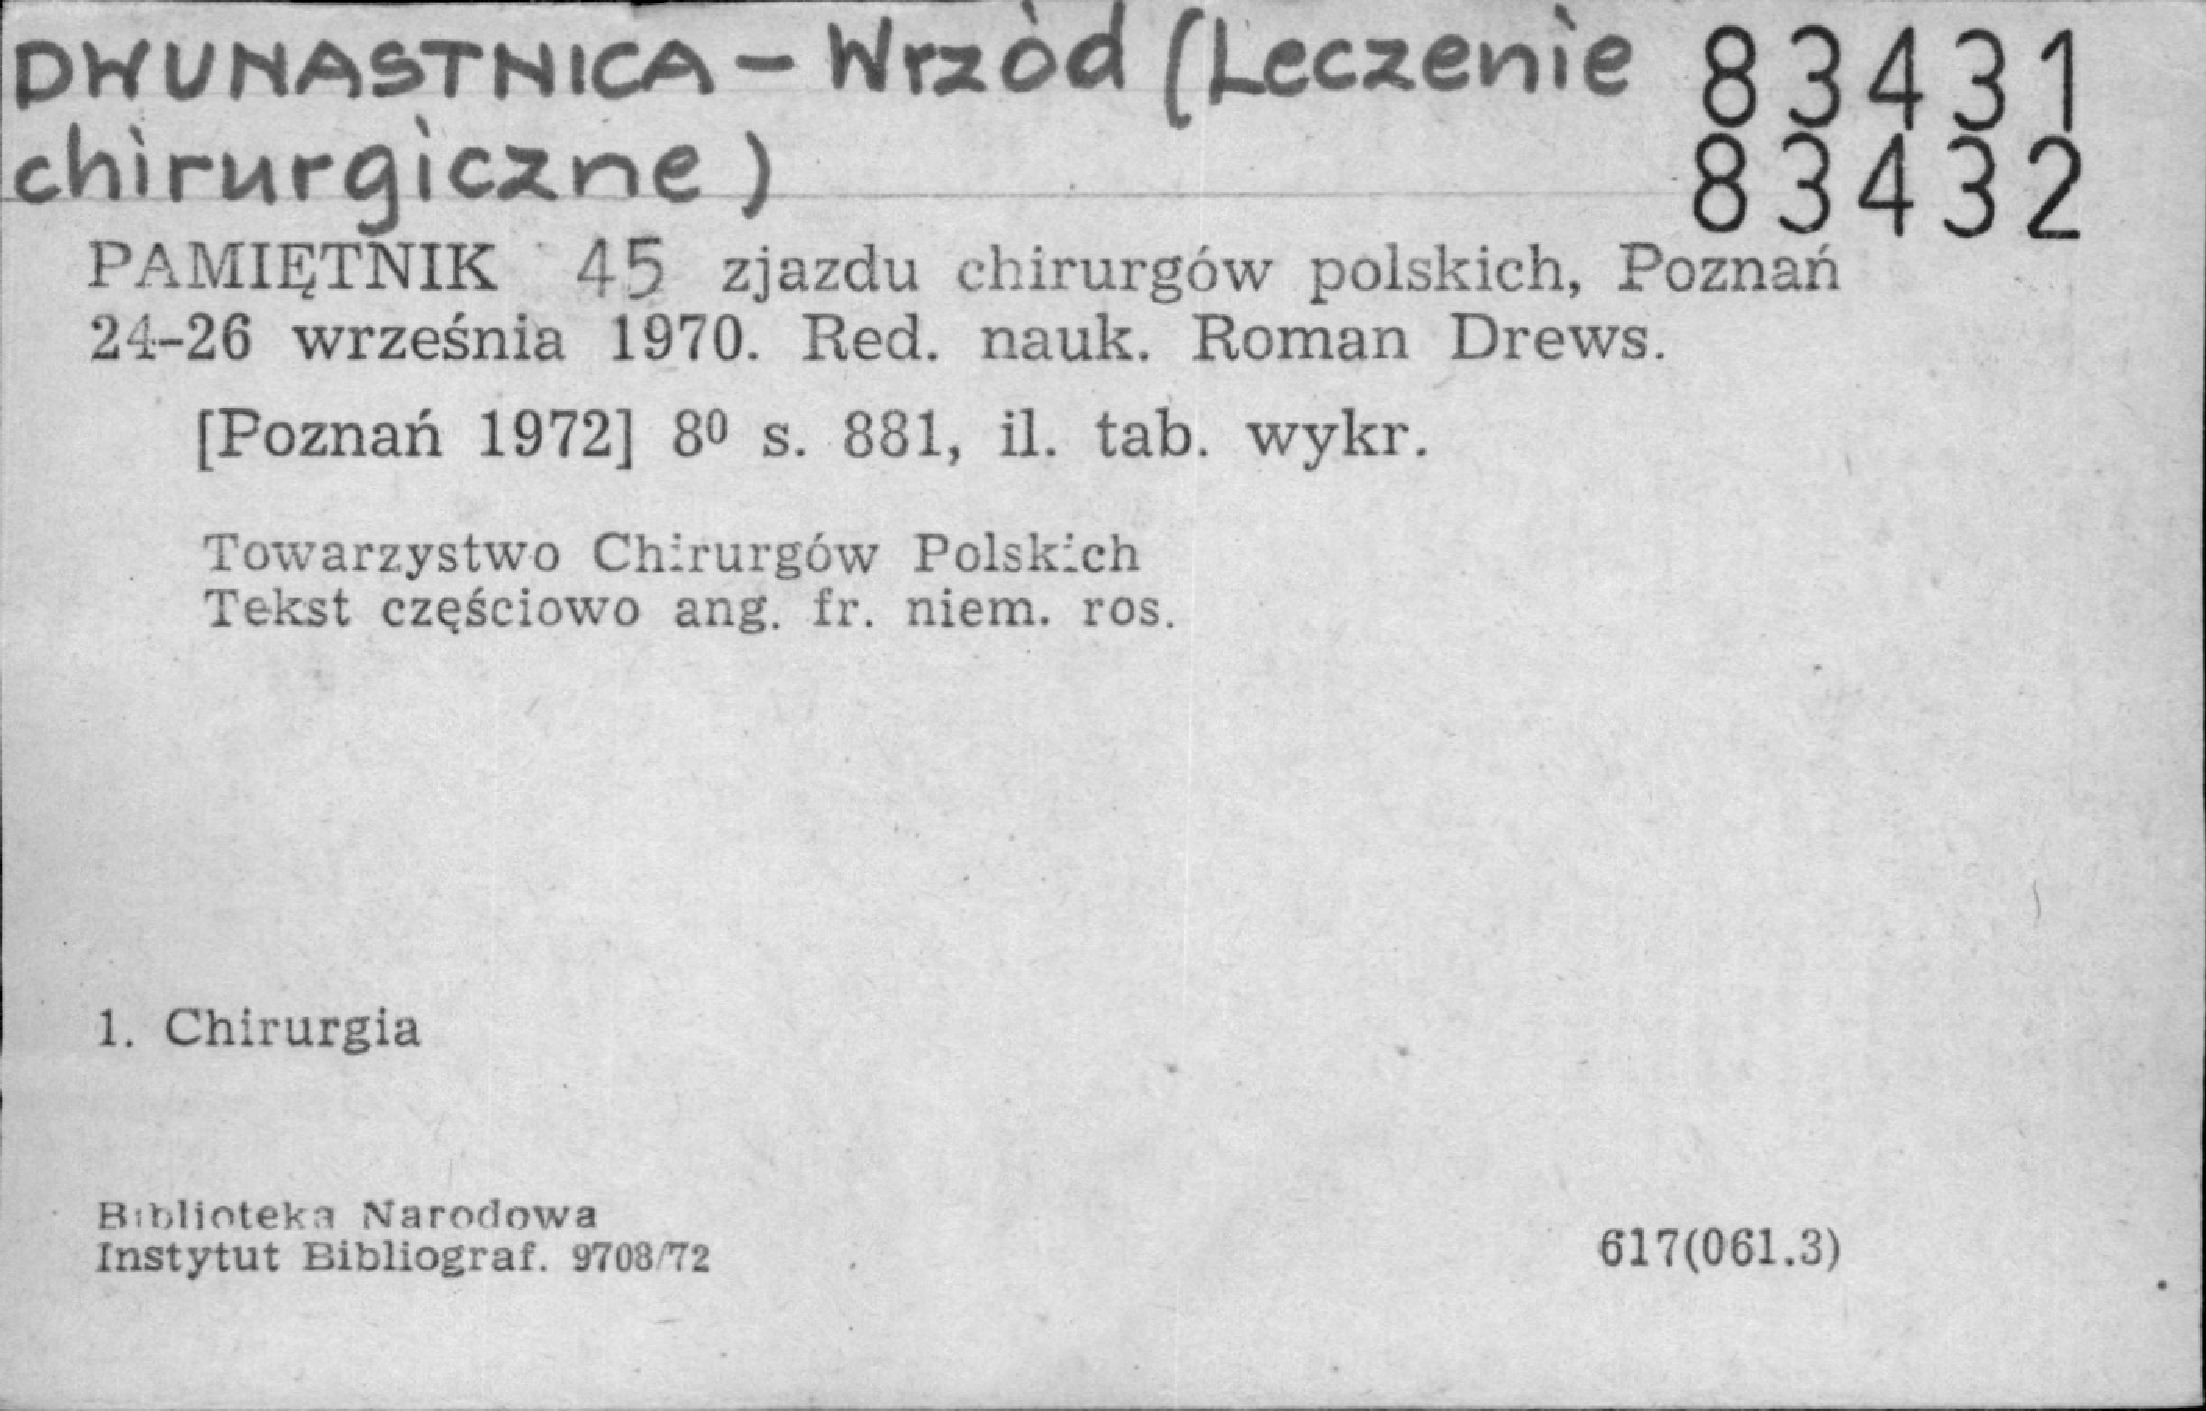 DWUNASTNICA - Wrzód (Leczenie 83431
chirurgiczne) 83432
PAMIĘTNIK 45 zjazdu chirurgów polskich, Poznań
24-26 września 1970. Red. nauk. Roman Drews.
[Poznań 1972] 8⁰ s. 881, il. tab. wykr.
Towarzystwo Chirurgów Polskich
Tekst częściowo ang. fr. niem. ros.
1. Chirurgia
Biblioteka Narodowa
Instytut Bibliograf. 9708/72 617(061.3)